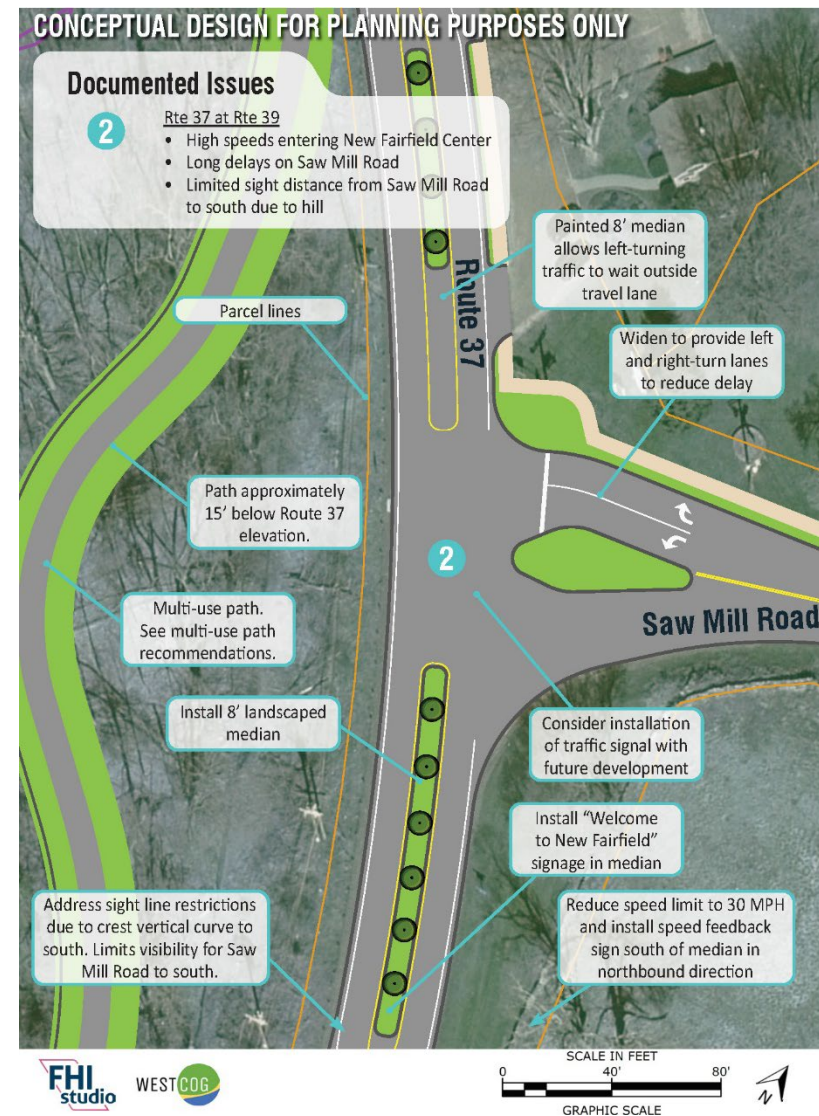 CONCEPTUAL DESIGN FOR PLANNING PURPOSES ONLY
Documented Issues
2
Rte 37 at Rte 39
• High speeds entering New Fairfield Center
• Long delays on Saw Mill Road
• Limited sight distance from Saw Mill Road
to south due to hill
Painted 8’ median
allows left-turning
traffic to wait outside
travel lane
Route 37
Parcel lines
Widen to provide left
and right-turn lanes
to reduce delay
Path approximately
15’ below Route 37
elevation.
2
Multi-use path.
See multi-use path
recommendations.
Saw Mill Road
Install 8’ landscaped
median
Consider installation
of traffic signal with
future development
Install “Welcome
to New Fairfield”
signage in median
Address sight line restrictions
due to crest vertical curve to
south. Limits visibility for Saw
Mill Road to south.
Reduce speed limit to 30 MPH
and install speed feedback
sign south of median in
northbound direction
FHI
studio
WESTCOG
SCALE IN FEET
0 40' 80'
GRAPHIC SCALE
N